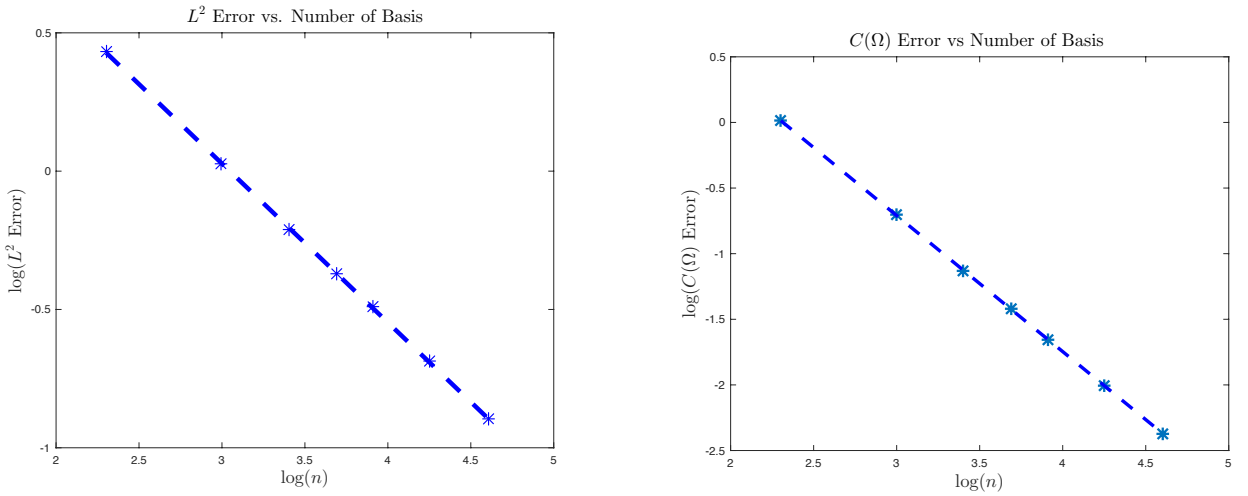 $L^2$ Error vs. Number of Basis
0.5
0
-0.5
-1
log($L^2$ Error)
2 2.5 3 3.5 4 4.5 5
log($n$)
$C(\Omega)$ Error vs Number of Basis
0.5
0
-0.5
-1
-1.5
-2
-2.5
log($C(\Omega)$ Error)
2 2.5 3 3.5 4 4.5 5
log($n$)